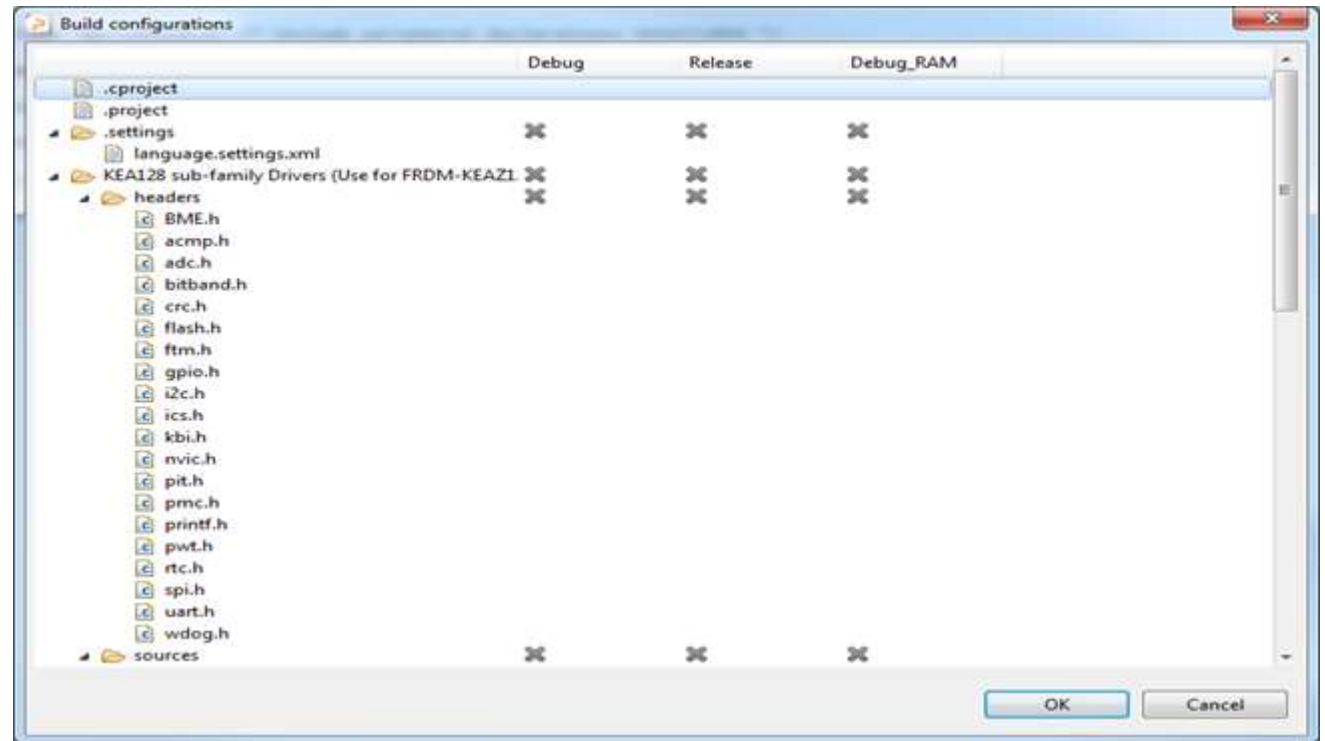 Build configurations
Debug Release Debug_RAM
.cproject
.project
.settings
language.settings.xml
KEA128 sub-family Drivers (Use for FRDM-KEAZ1
headers
BME.h
acmp.h
adc.h
bitband.h
crc.h
flash.h
ftm.h
gpio.h
i2c.h
ics.h
kbi.h
nvic.h
pit.h
pmc.h
printf.h
pwt.h
rtc.h
spi.h
uart.h
wdog.h
sources
OK Cancel